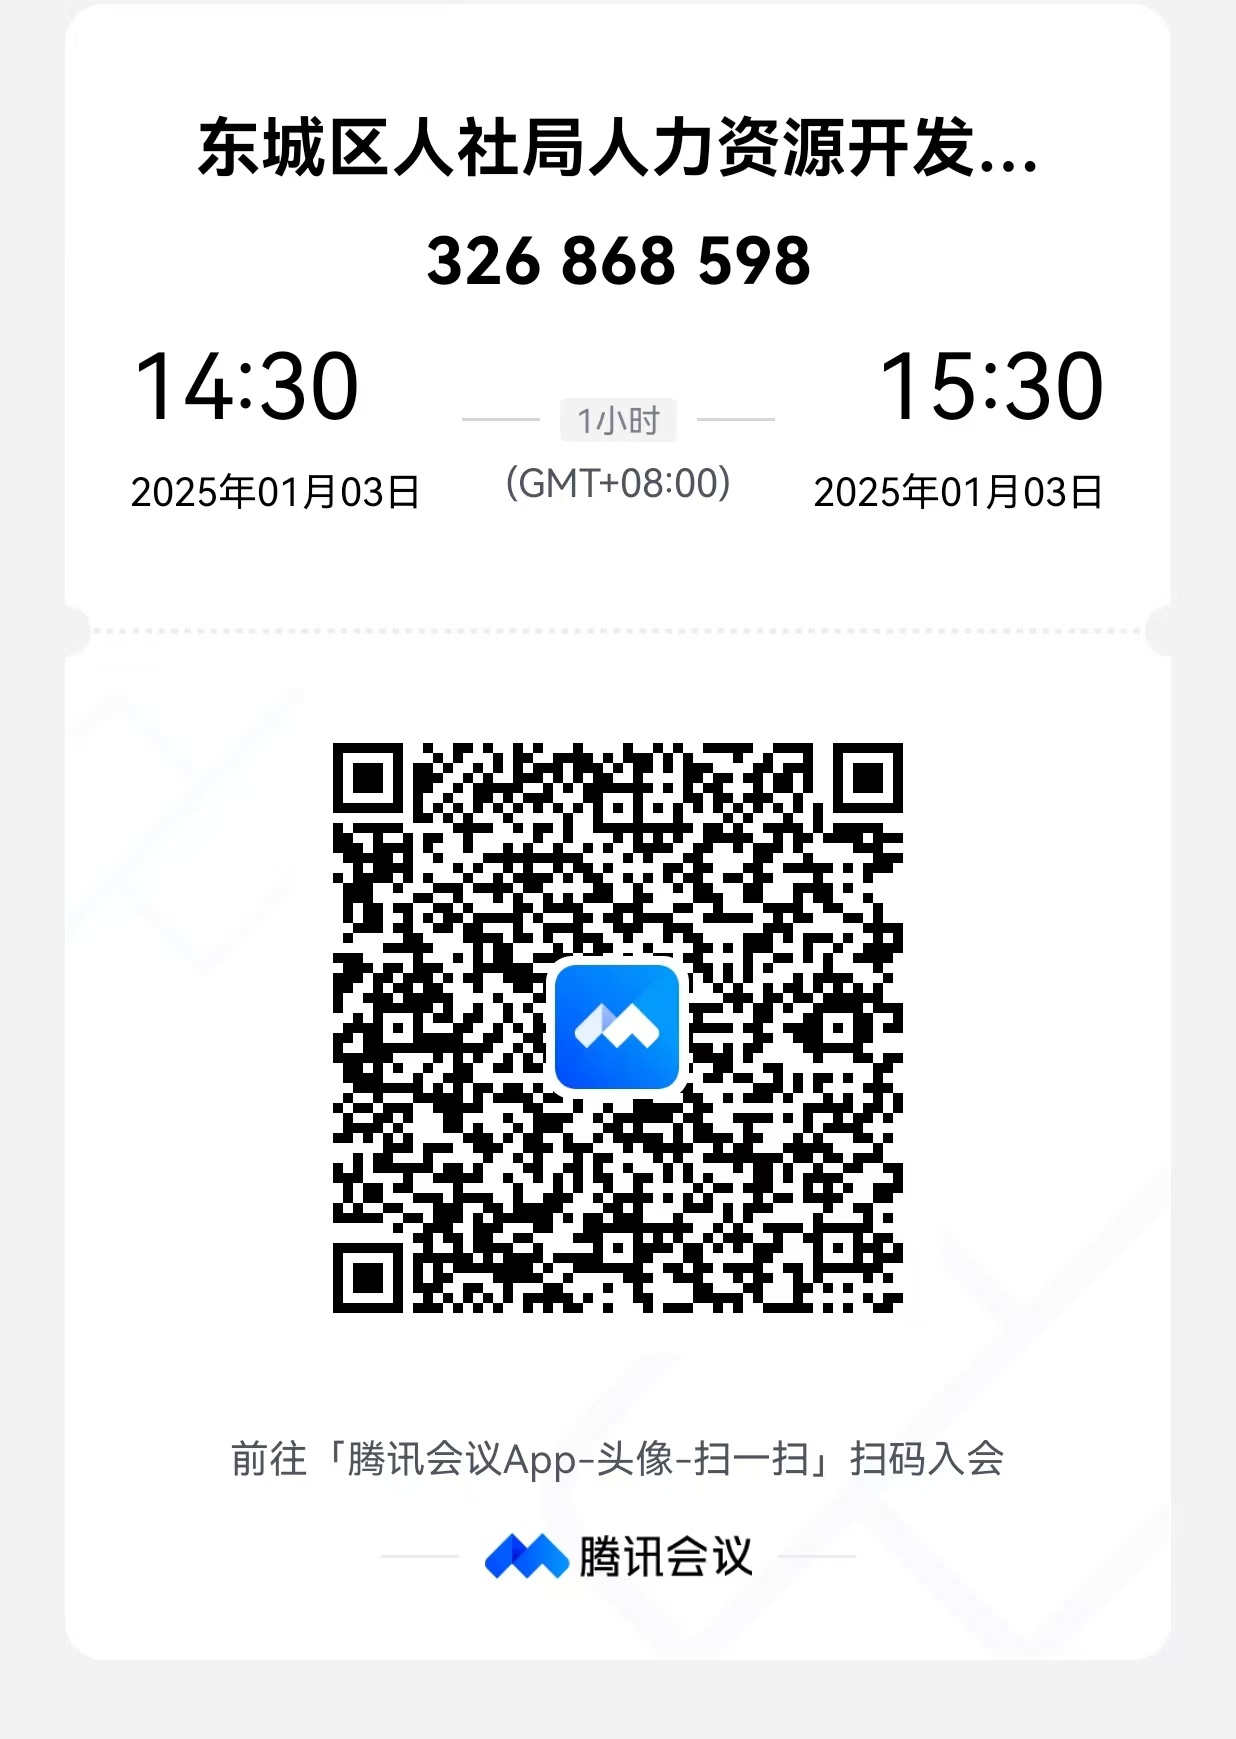 东城区人社局人力资源开发...
326 868 598
14:30 1小时 15:30
2025年01月03日 (GMT+08:00) 2025年01月03日
前往「腾讯会议App-头像-扫一扫」扫码入会
腾讯会议